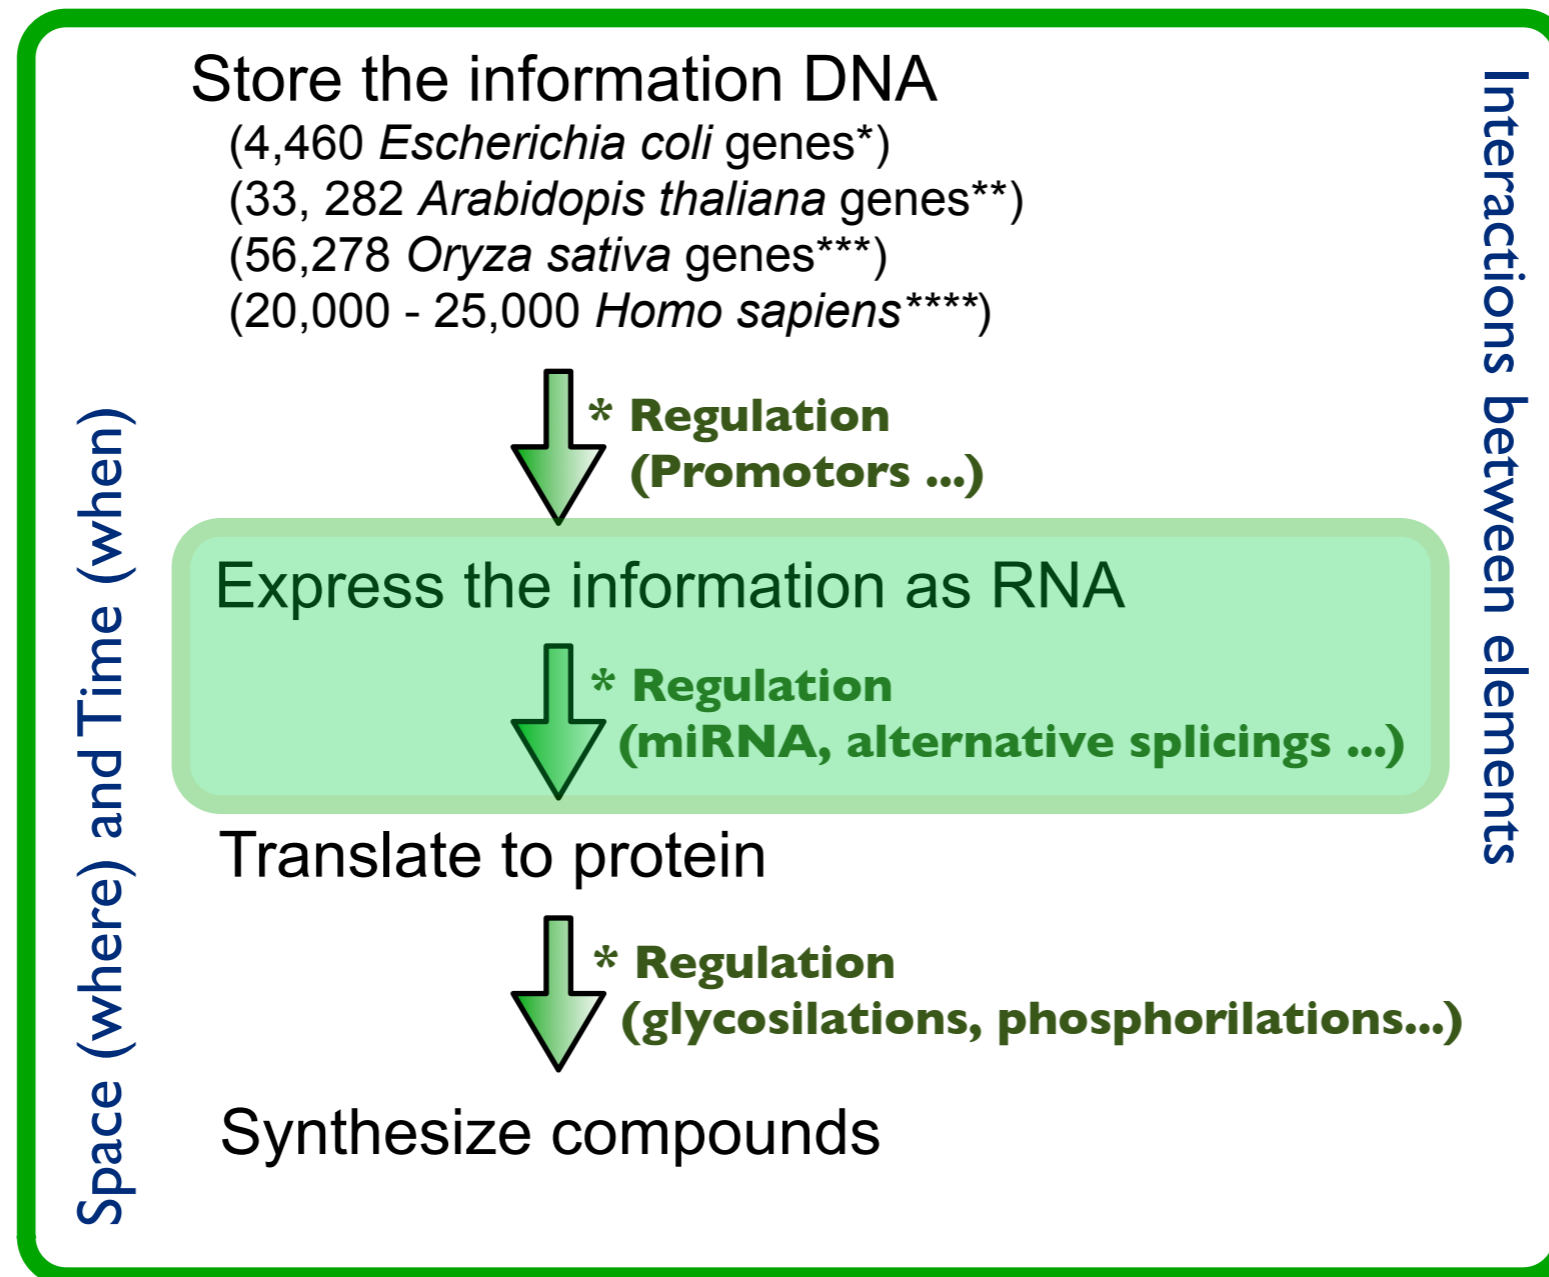 Store the information DNA
(4,460 Escherichia coli genes*)
(33, 282 Arabidopis thaliana genes**)
(56,278 Oryza sativa genes***)
(20,000 - 25,000 Homo sapiens****)
* Regulation
(Promotors ...)
Express the information as RNA
* Regulation
(miRNA, alternative splicings ...)
Translate to protein
* Regulation
(glycosilations, phosphorilations...)
Synthesize compounds
Space (where) and Time (when)
Interactions between elements